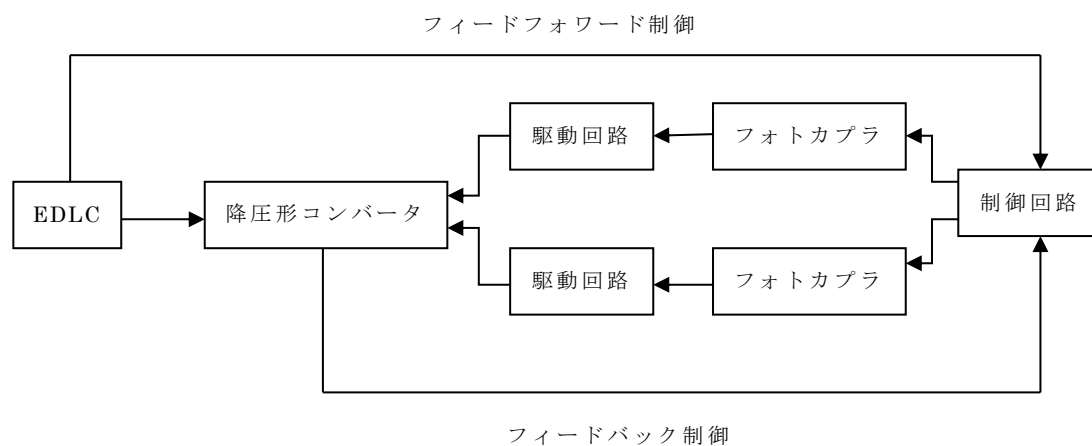 フィードフォワード制御
駆動回路
フォトカプラ
EDLC
降圧形コンバータ
制御回路
駆動回路
フォトカプラ
フィードバック制御